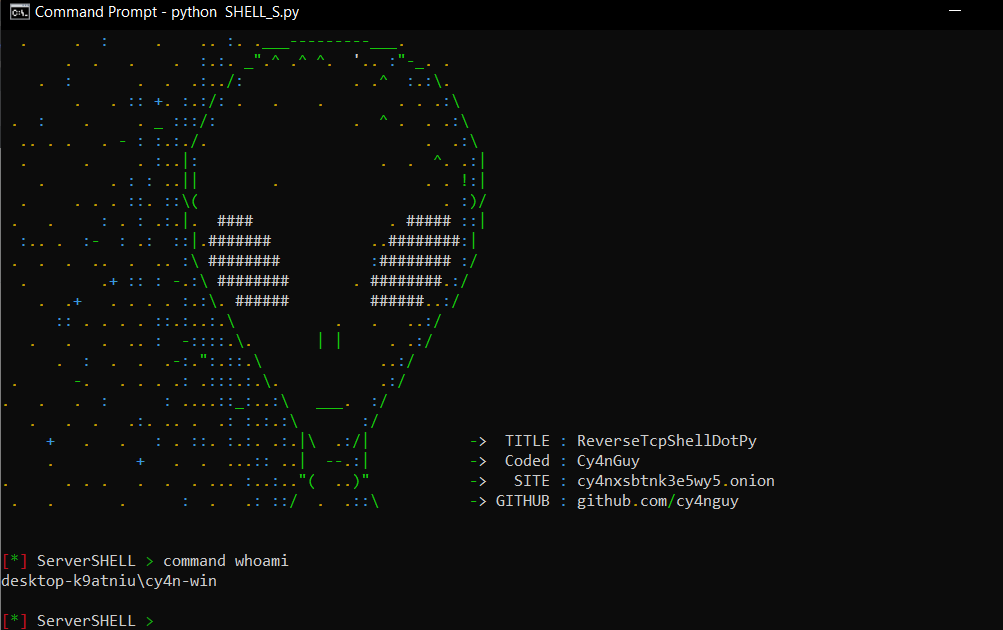 Command Prompt - python SHELL_S.py
-> TITLE : ReverseTcpShellDotPy
-> Coded : Cy4nGuy
-> SITE : cy4nxsbtnk3e5wy5.onion
-> GITHUB : github.com/cy4nguy
[*] ServerSHELL > command whoami
desktop-k9atniu\cy4n-win
[*] ServerSHELL >